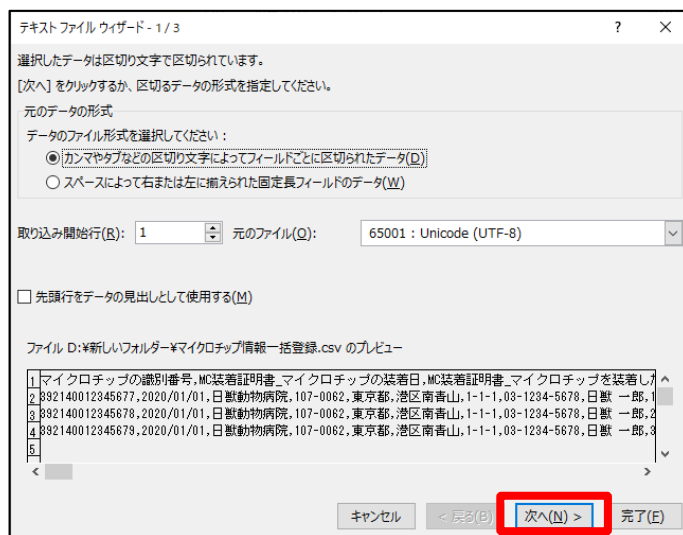 テキスト ファイル ウィザード - 1 / 3 ? ×
選択したデータは区切り文字で区切られています。
[次へ] をクリックするか、区切るデータの形式を指定してください。
元のデータの形式
データのファイル形式を選択してください：
カンマやタブなどの区切り文字によってフィールドごとに区切られたデータ(D)
スペースによって右または左に揃えられた固定長フィールドのデータ(W)
取り込み開始行(R): 1 元のファイル(O): 65001 : Unicode (UTF-8)
先頭行をデータの見出しとして使用する(M)
ファイル D:¥新しいフォルダー¥マイクロチップ情報一括登録.csv のプレビュー
1 マイクロチップの識別番号,MC装着証明書_マイクロチップの装着日,MC装着証明書_マイクロチップを装着した
2 392140012345677,2020/01/01,日獣動物病院,107-0062,東京都,港区南青山,1-1-1,03-1234-5678,日獣 一郎,1
3 392140012345678,2020/01/01,日獣動物病院,107-0062,東京都,港区南青山,1-1-1,03-1234-5678,日獣 一郎,2
4 392140012345679,2020/01/01,日獣動物病院,107-0062,東京都,港区南青山,1-1-1,03-1234-5678,日獣 一郎,3
5
キャンセル < 戻る(B) 次へ(N) > 完了(F)